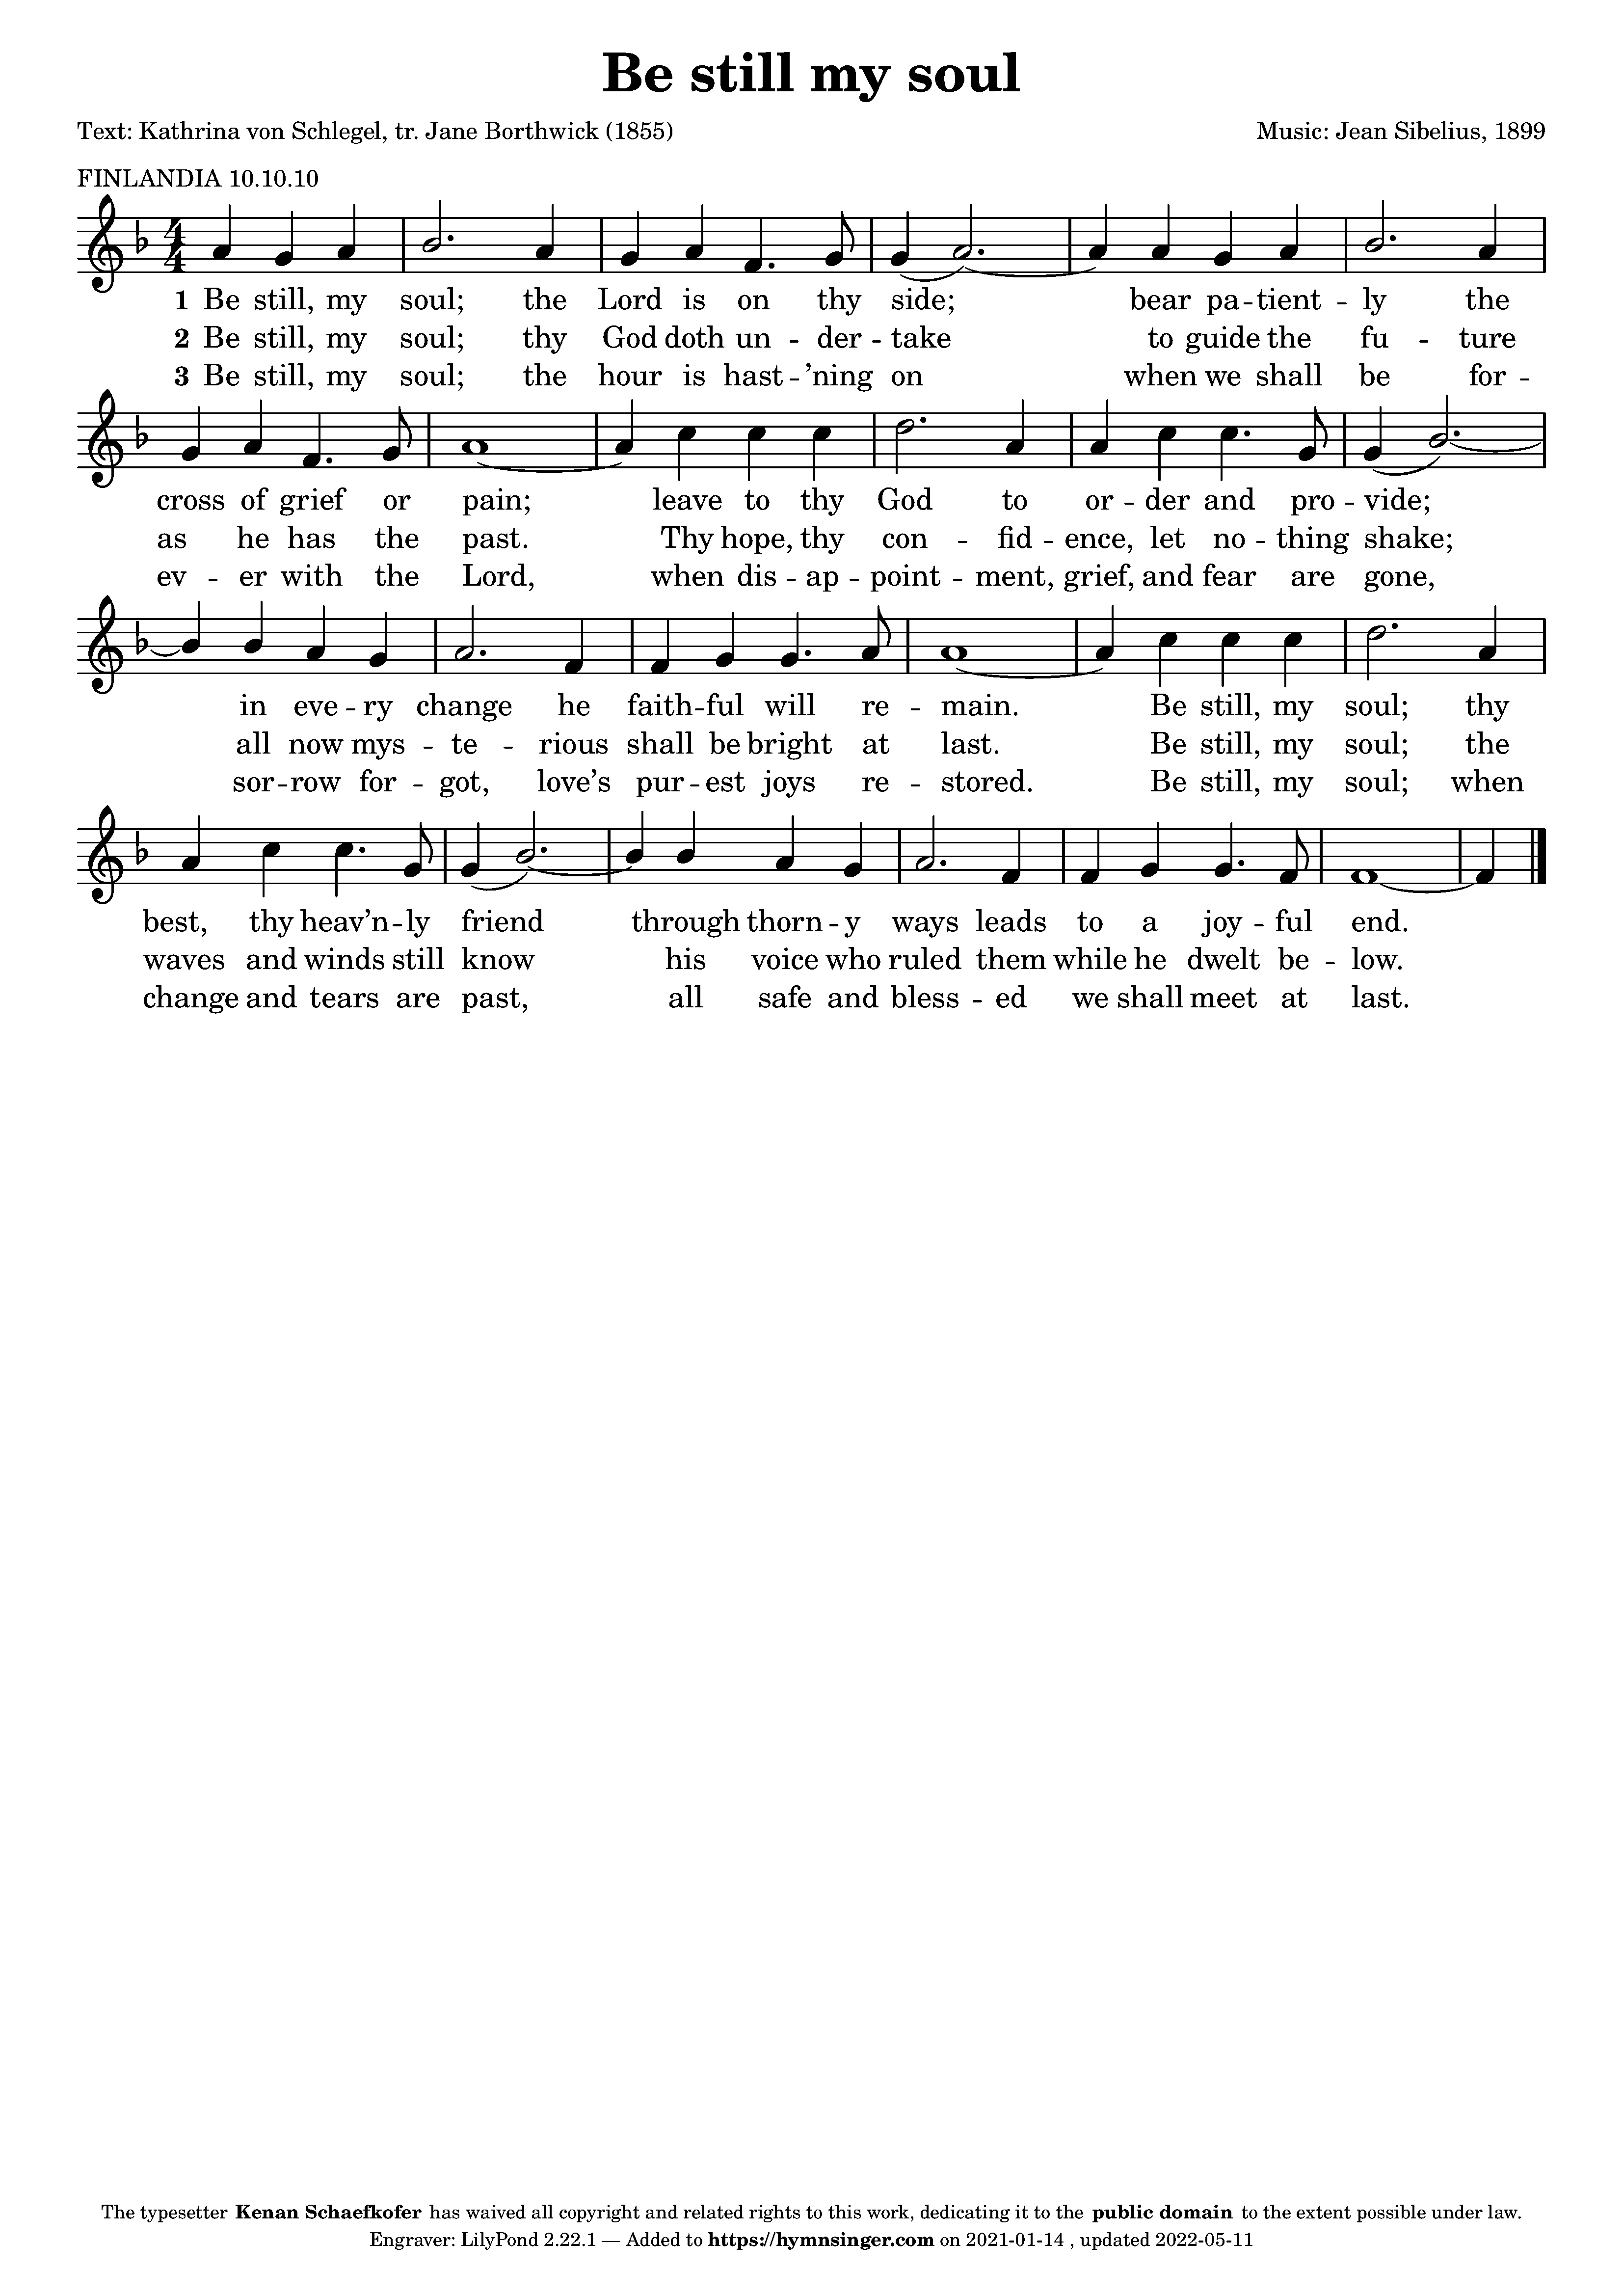 Be still my soul
Text: Kathrina von Schlegel, tr. Jane Borthwick (1855)
Music: Jean Sibelius, 1899
FINLANDIA 10.10.10
1 Be still, my soul; the Lord is on thy side; bear pa -- tient -- ly the
2 Be still, my soul; thy God doth un -- der -- take to guide the fu -- ture
3 Be still, my soul; the hour is hast -- ’ning on when we shall be for --
cross of grief or pain; leave to thy God to or -- der and pro -- vide;
as he has the past. Thy hope, thy con -- fid -- ence, let no -- thing shake;
ev -- er with the Lord, when dis -- ap -- point -- ment, grief, and fear are gone,
in eve -- ry change he faith -- ful will re -- main. Be still, my soul; thy
all now mys -- te -- rious shall be bright at last. Be still, my soul; the
sor -- row for -- got, love’s pur -- est joys re -- stored. Be still, my soul; when
best, thy heav’n -- ly friend through thorn -- y ways leads to a joy -- ful end.
waves and winds still know his voice who ruled them while he dwelt be -- low.
change and tears are past, all safe and bless -- ed we shall meet at last.
The typesetter Kenan Schaefkofer has waived all copyright and related rights to this work, dedicating it to the public domain to the extent possible under law.
Engraver: LilyPond 2.22.1 — Added to https://hymnsinger.com on 2021-01-14 , updated 2022-05-11